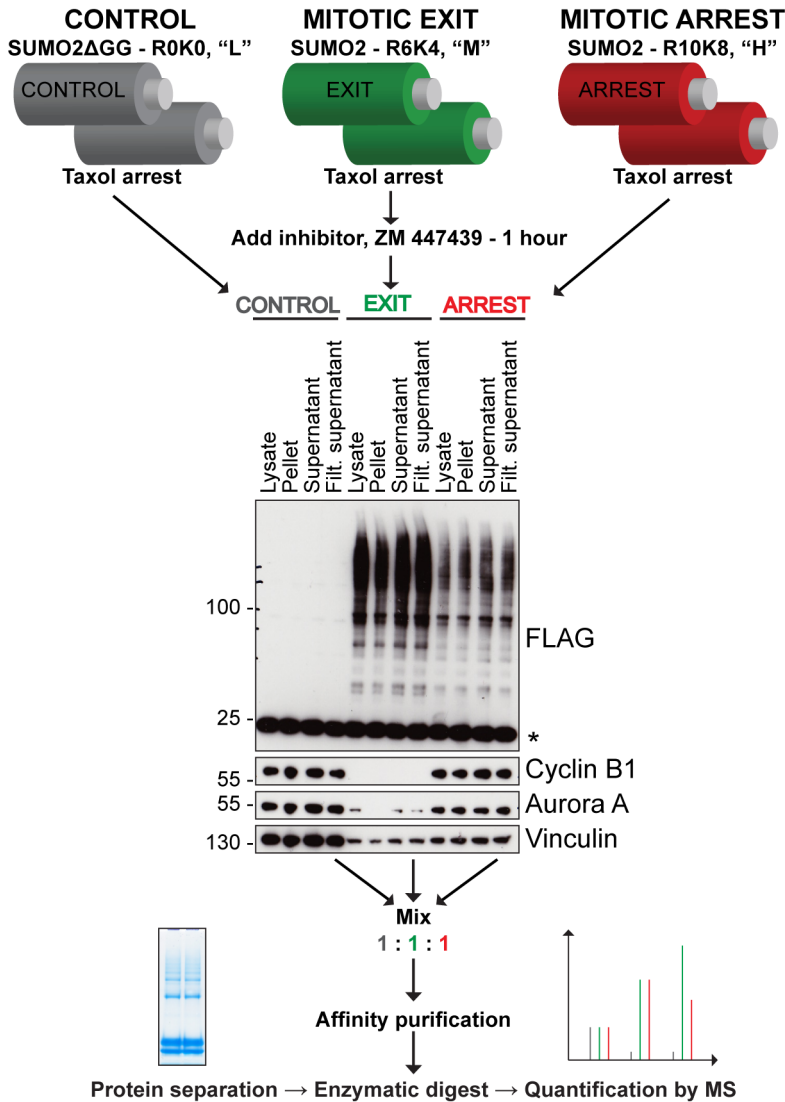 CONTROL MITOTIC EXIT MITOTIC ARREST
SUMO2ΔGG - R0K0, “L” SUMO2 - R6K4, “M” SUMO2 - R10K8, “H”
CONTROL EXIT ARREST
Taxol arrest Taxol arrest Taxol arrest
Add inhibitor, ZM 447439 - 1 hour
CONTROL EXIT ARREST
Lysate
Pellet
Supernatant
Filt. supernatant
Lysate
Pellet
Supernatant
Filt. supernatant
Lysate
Pellet
Supernatant
Filt. supernatant
100 -
FLAG
25 -
*
55 - Cyclin B1
55 - Aurora A
130 - Vinculin
Mix
1 : 1 : 1
Affinity purification
Protein separation → Enzymatic digest → Quantification by MS